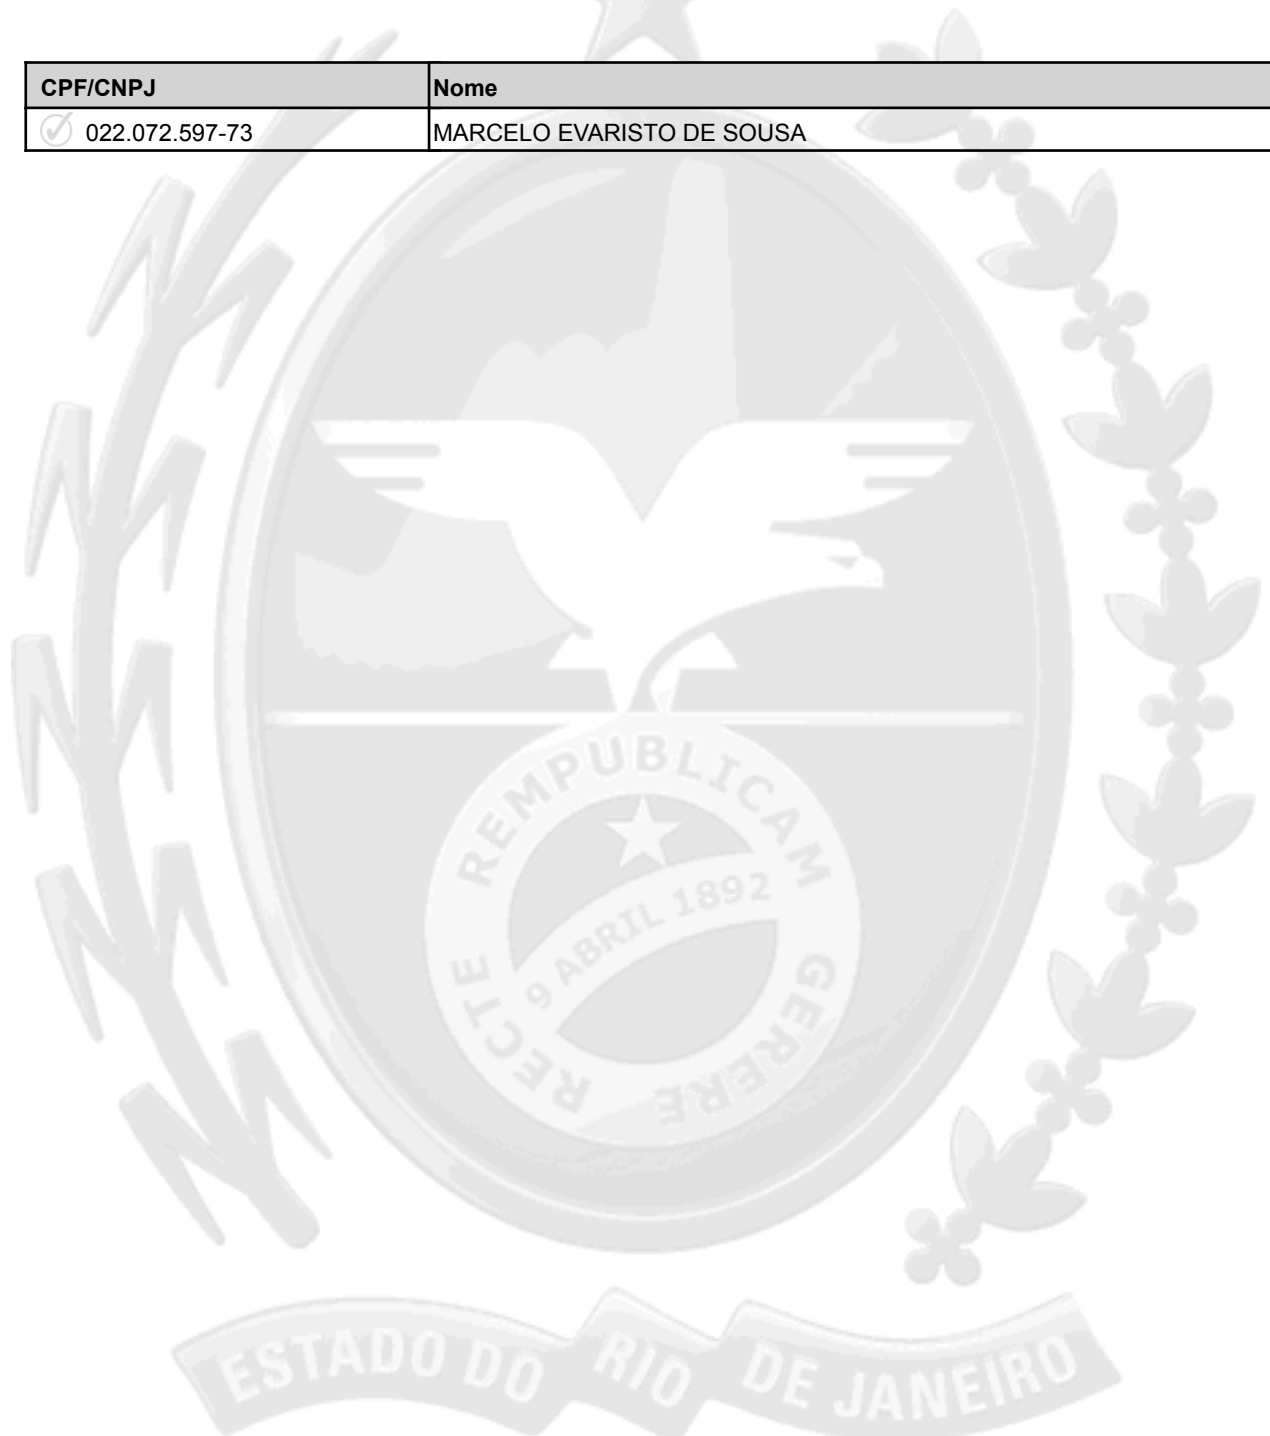 CPF/CNPJ Nome
022.072.597-73 MARCELO EVARISTO DE SOUSA
RECTE REMPUBLICAM GERERE
9 ABRIL 1892
ESTADO DO RIO DE JANEIRO